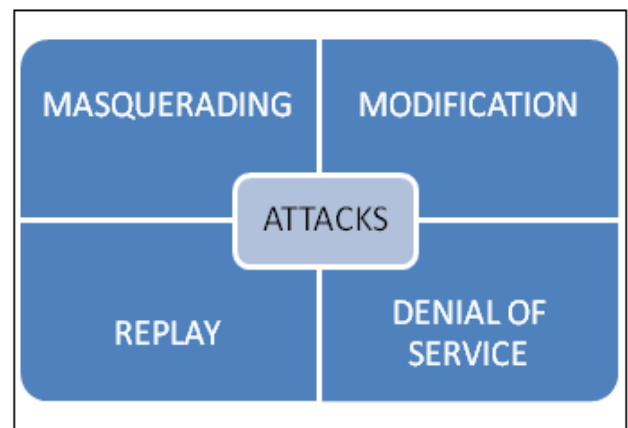 MASQUERADING
MODIFICATION
ATTACKS
REPLAY
DENIAL OF
SERVICE